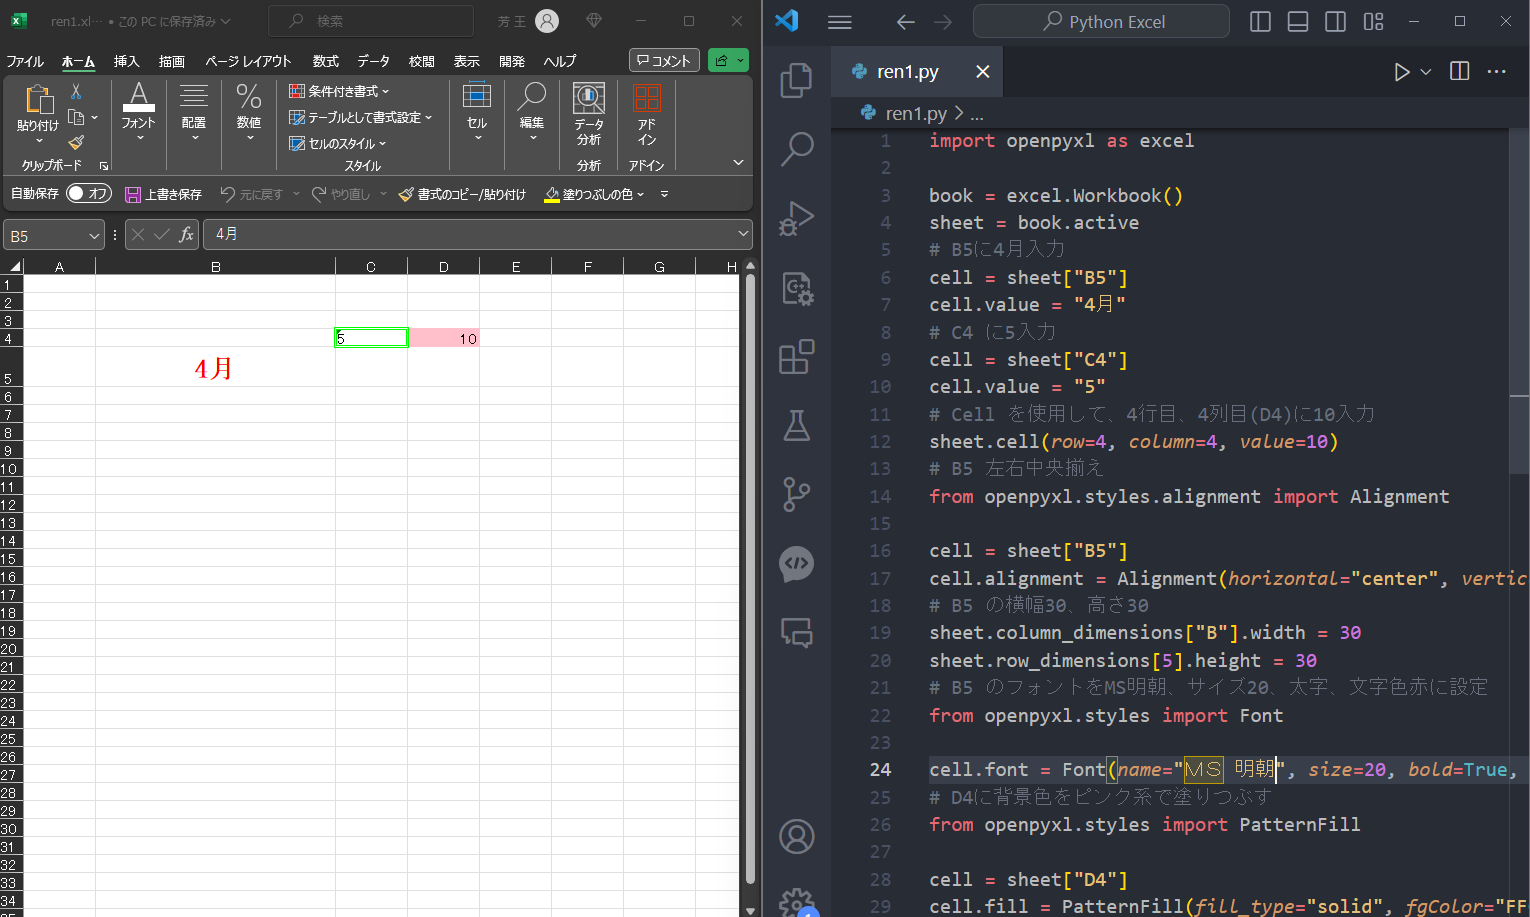 ren1.xl… • この PC に保存済み
検索
芳 王
ファイル ホーム 挿入 描画 ページ レイアウト 数式 データ 校閲 表示 開発 ヘルプ
コメント
貼り付け
クリップボード
フォント
配置
数値
条件付き書式
テーブルとして書式設定
セルのスタイル
スタイル
セル
編集
データ
分析
分析
アド
イン
アドイン
自動保存 オフ 上書き保存 元に戻す やり直し 書式のコピー/貼り付け 塗りつぶしの色
B5
fx 4月
A B C D E F G H
1
2
3
4 5 10
5 4月
6
7
8
9
10
11
12
13
14
15
16
17
18
19
20
21
22
23
24
25
26
27
28
29
30
31
32
33
34
Python Excel
ren1.py
ren1.py > ...
1 import openpyxl as excel
2
3 book = excel.Workbook()
4 sheet = book.active
5 # B5に4月入力
6 cell = sheet["B5"]
7 cell.value = "4月"
8 # C4 に5入力
9 cell = sheet["C4"]
10 cell.value = "5"
11 # Cell を使用して、4行目、4列目(D4)に10入力
12 sheet.cell(row=4, column=4, value=10)
13 # B5 左右中央揃え
14 from openpyxl.styles.alignment import Alignment
15
16 cell = sheet["B5"]
17 cell.alignment = Alignment(horizontal="center", vertic
18 # B5 の横幅30、高さ30
19 sheet.column_dimensions["B"].width = 30
20 sheet.row_dimensions[5].height = 30
21 # B5 のフォントをMS明朝、サイズ20、太字、文字色赤に設定
22 from openpyxl.styles import Font
23
24 cell.font = Font(name="ＭＳ 明朝", size=20, bold=True,
25 # D4に背景色をピンク系で塗りつぶす
26 from openpyxl.styles import PatternFill
27
28 cell = sheet["D4"]
29 cell.fill = PatternFill(fill_type="solid", fgColor="FF
1